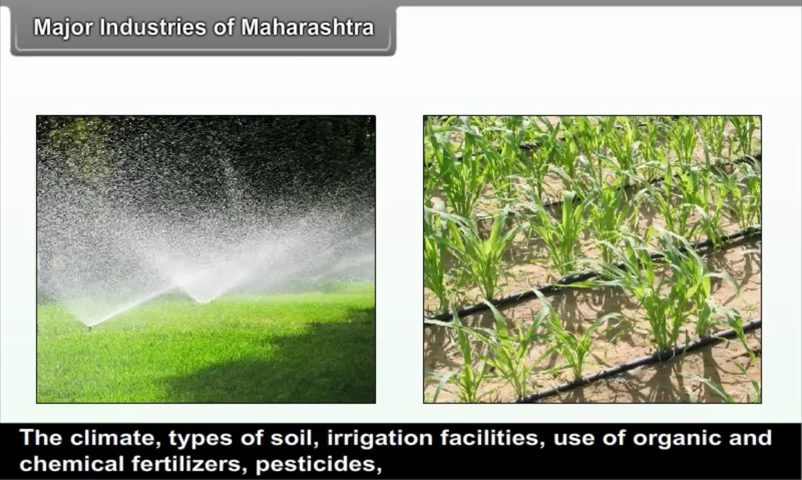 Major Industries of Maharashtra
The climate, types of soil, irrigation facilities, use of organic and
chemical fertilizers, pesticides,